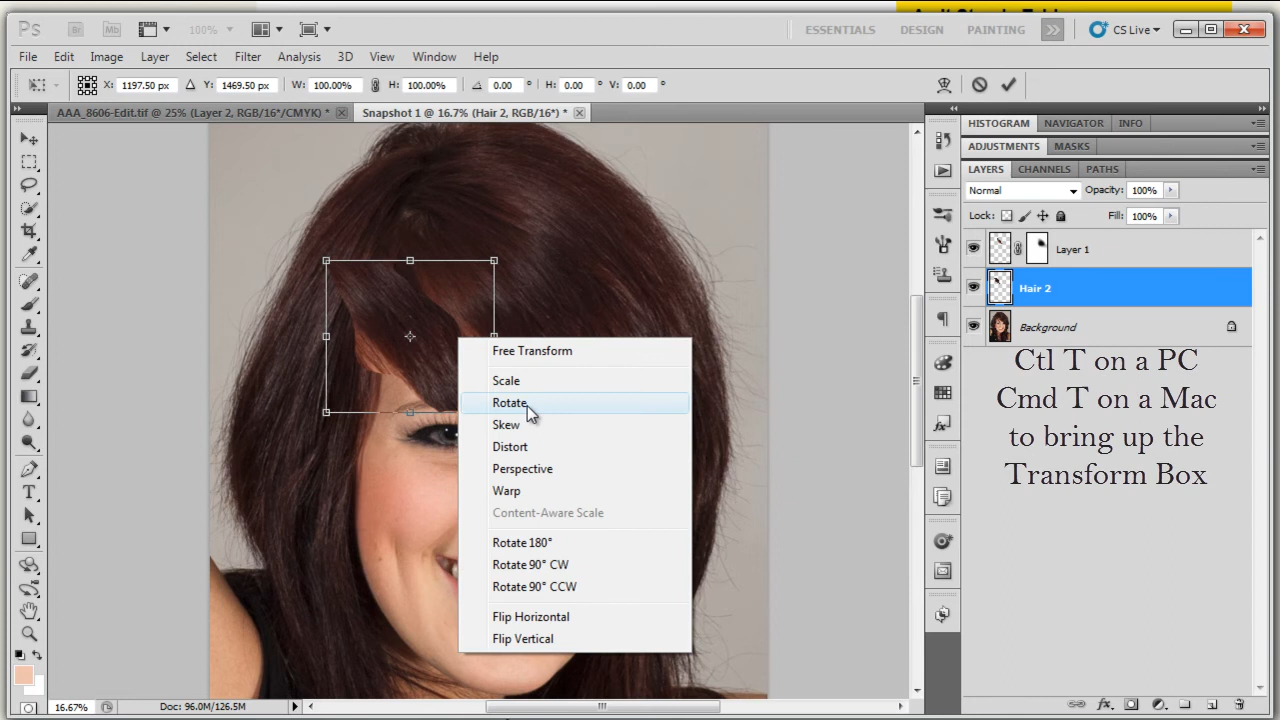 Ps Br Mb 100% ESSENTIALS DESIGN PAINTING CS Live
File Edit Image Layer Select Filter Analysis 3D View Window Help
X: 1197.50 px Y: 1469.50 px W: 100.00% H: 100.00% 0.00 ° H: 0.00 ° V: 0.00 °
AAA_8606-Edit.tif @ 25% (Layer 2, RGB/16*/CMYK) * Snapshot 1 @ 16.7% (Hair 2, RGB/16*) *
HISTOGRAM NAVIGATOR INFO
ADJUSTMENTS MASKS
LAYERS CHANNELS PATHS
Normal Opacity: 100%
Lock: Fill: 100%
Layer 1
Hair 2
Background
Ctl T on a PC
Cmd T on a Mac
to bring up the
Transform Box
Free Transform
Scale
Rotate
Skew
Distort
Perspective
Warp
Content-Aware Scale
Rotate 180°
Rotate 90° CW
Rotate 90° CCW
Flip Horizontal
Flip Vertical
16.67% Doc: 96.0M/126.5M